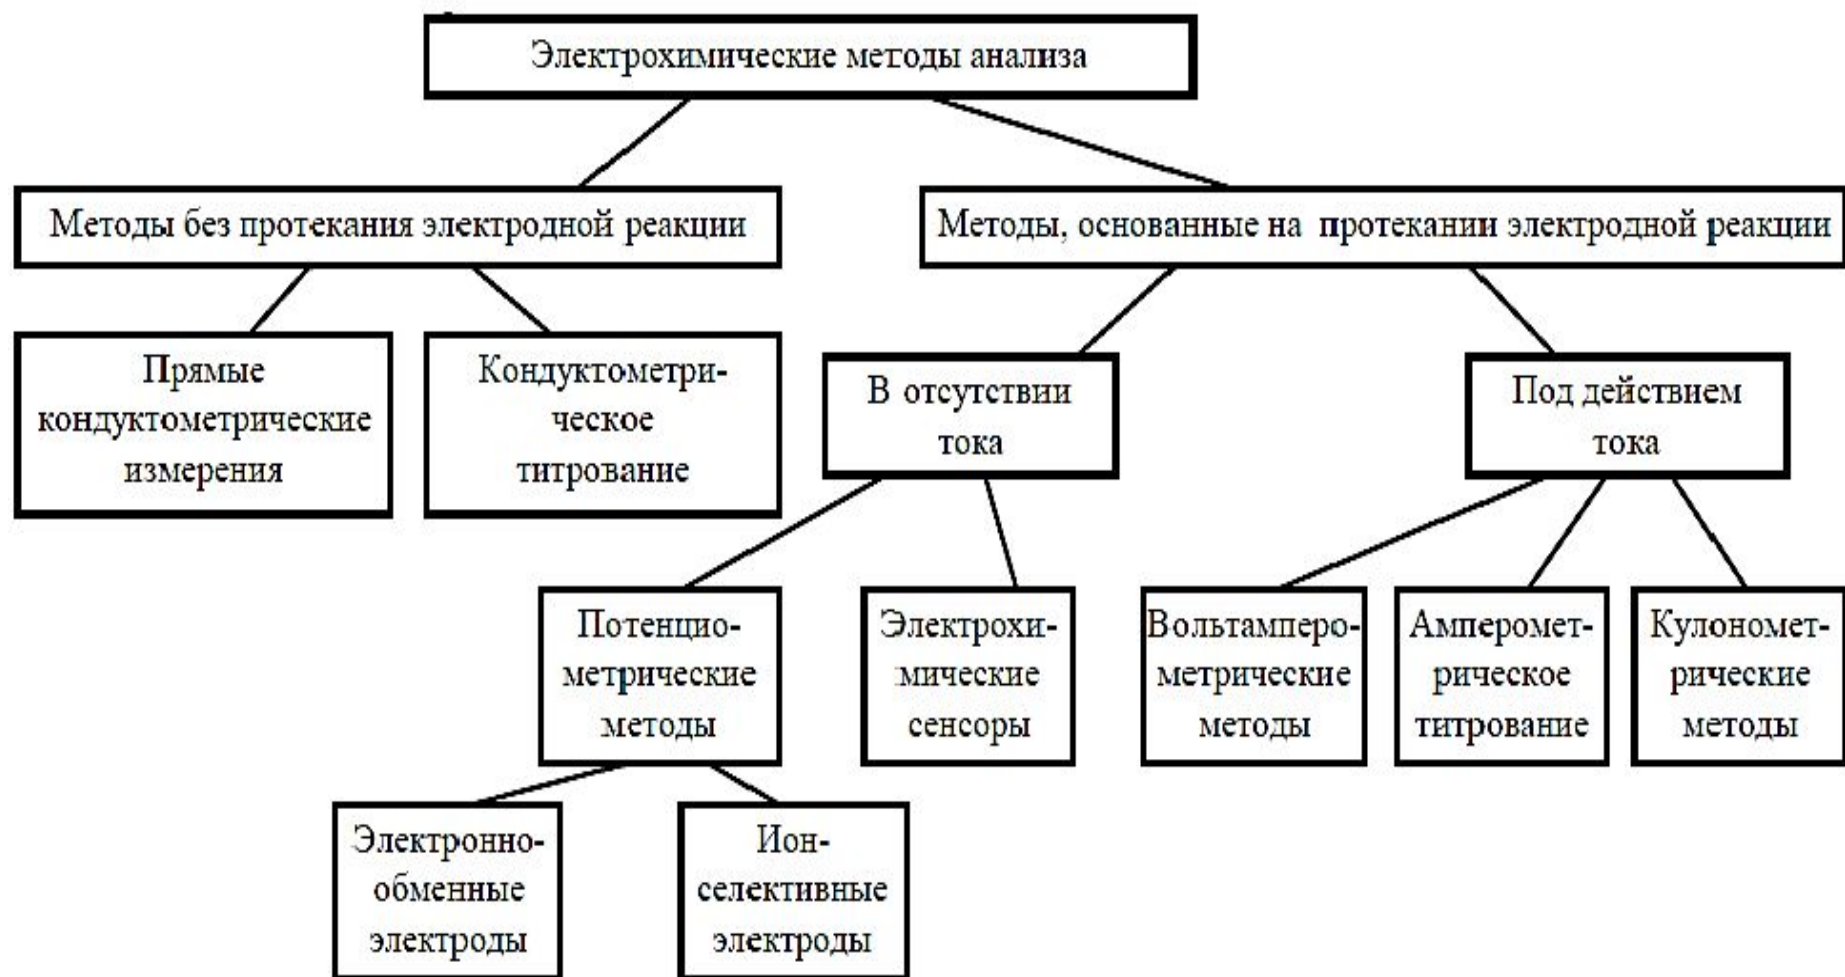 Электрохимические методы анализа
Методы без протекания электродной реакции
Методы, основанные на протекании электродной реакции
Прямые
кондуктометрические
измерения
Кондуктометри-
ческое
титрование
В отсутствии
тока
Под действием
тока
Потенцио-
метрические
методы
Электрохи-
мические
сенсоры
Вольтамперо-
метрические
методы
Амперомет-
рическое
титрование
Кулономет-
рические
методы
Электронно-
обменные
электроды
Ион-
селективные
электроды